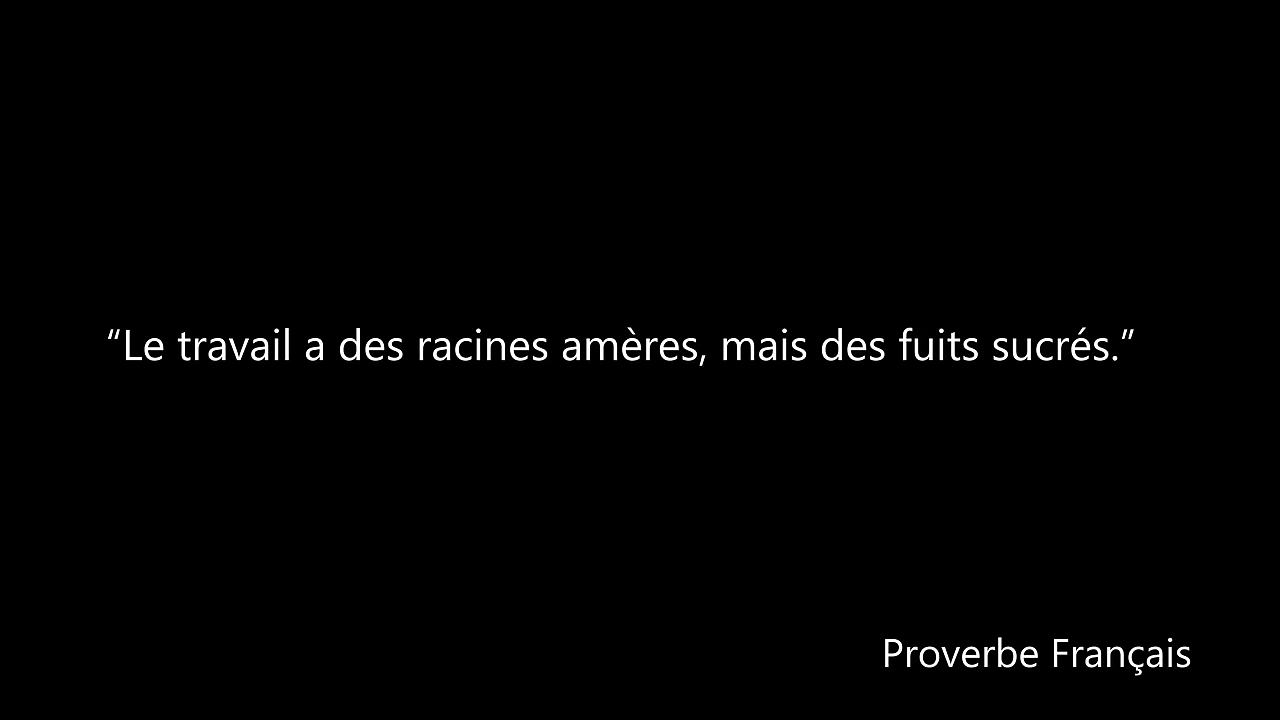 “Le travail a des racines amères, mais des fuits sucrés.”
Proverbe Français